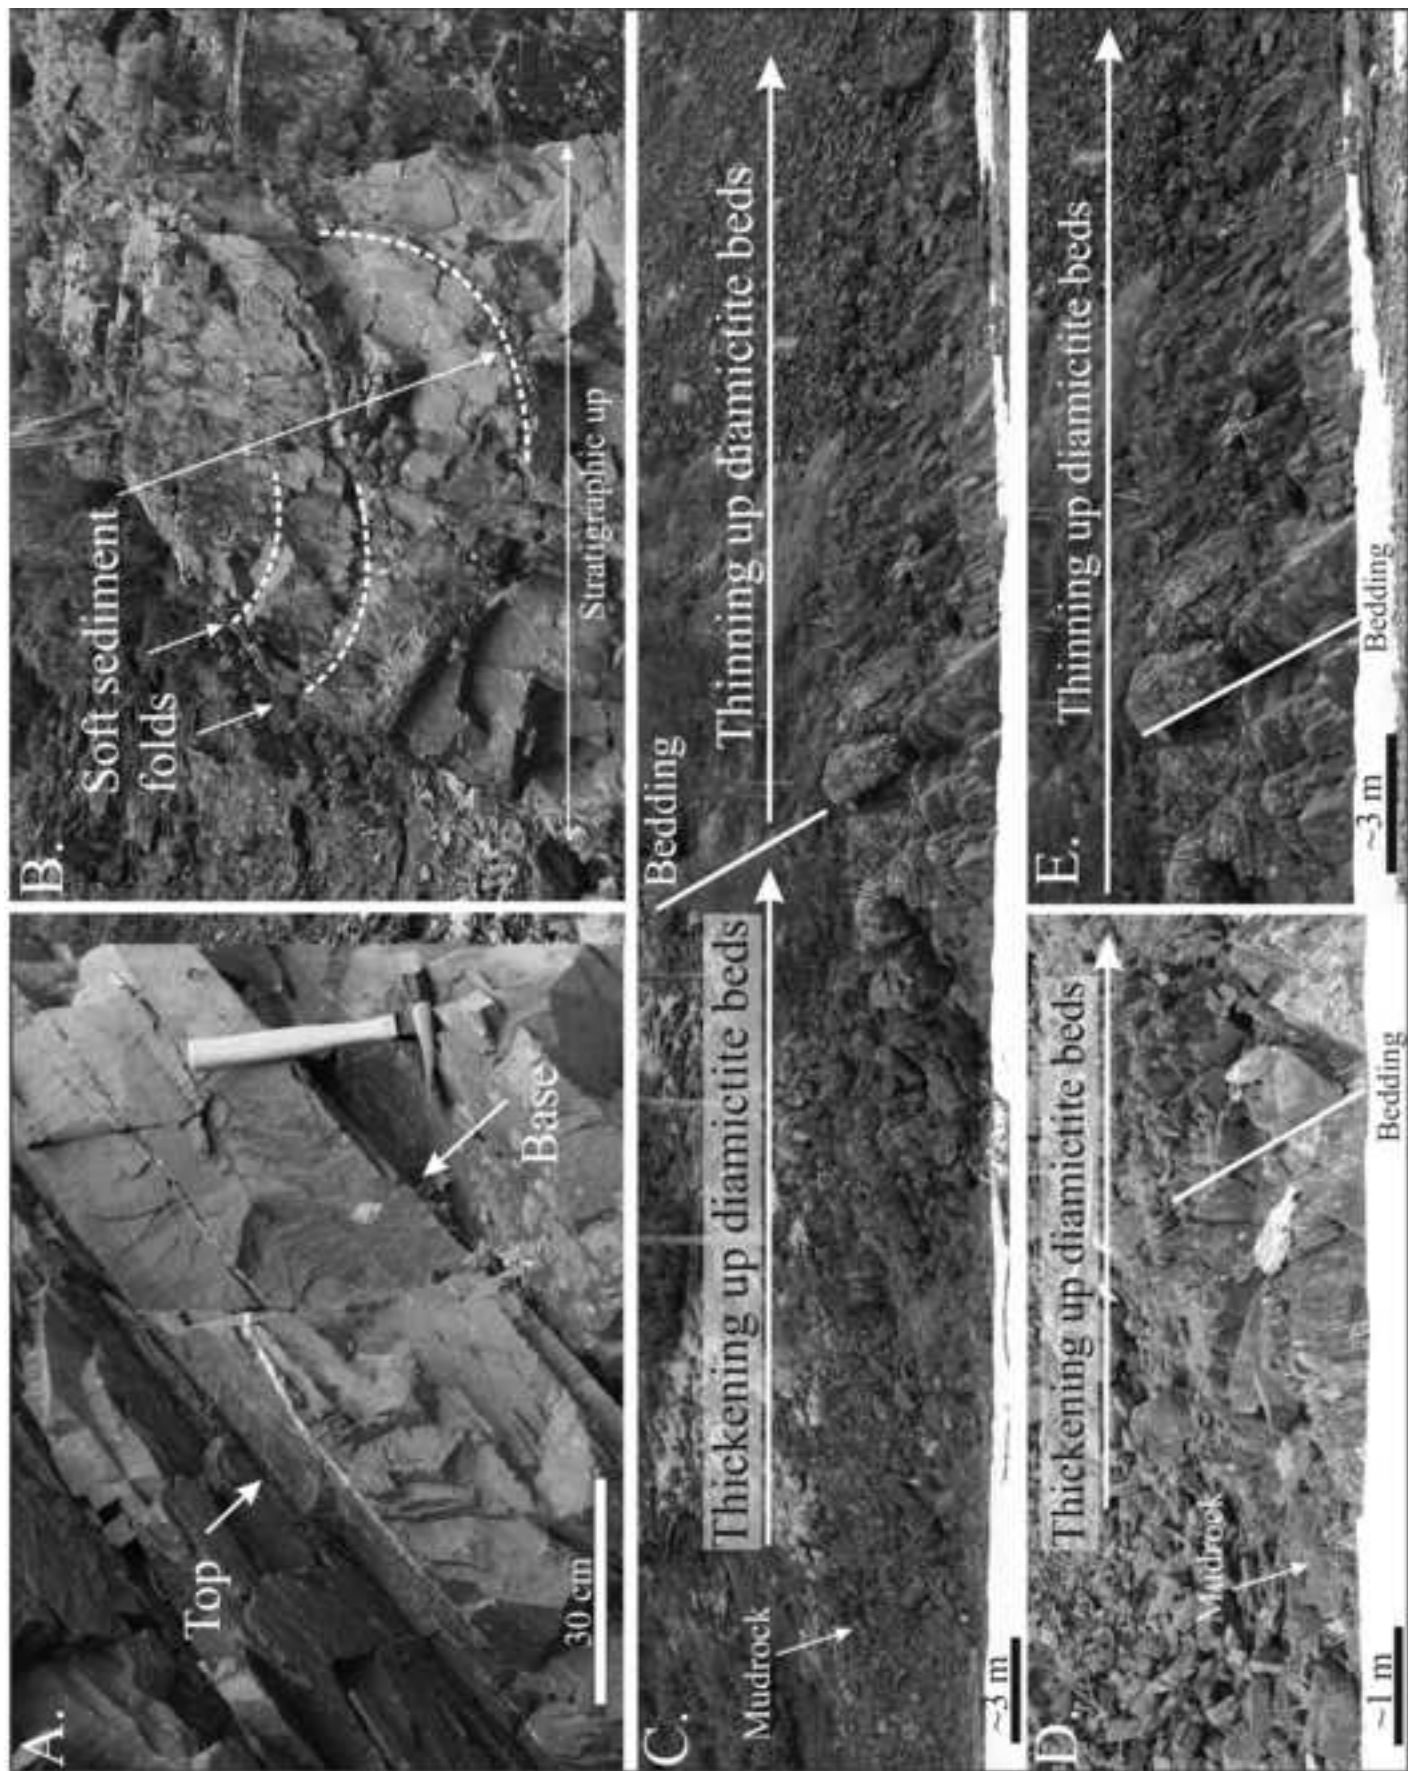 A.
Top
Base
30 cm
B.
Soft sediment
folds
Stratigraphic up
C.
Bedding
Thickening up diamictite beds
Thinning up diamictite beds
Mudrock
~3 m
D.
Thickening up diamictite beds
Mudrock
Bedding
~1 m
E.
Thinning up diamictite beds
Bedding
~3 m